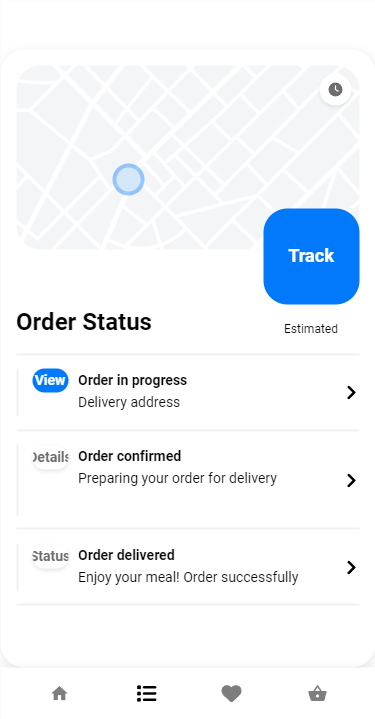 Track
Order Status
Estimated
View
Order in progress
Delivery address
Details
Order confirmed
Preparing your order for delivery
Status
Order delivered
Enjoy your meal! Order successfully